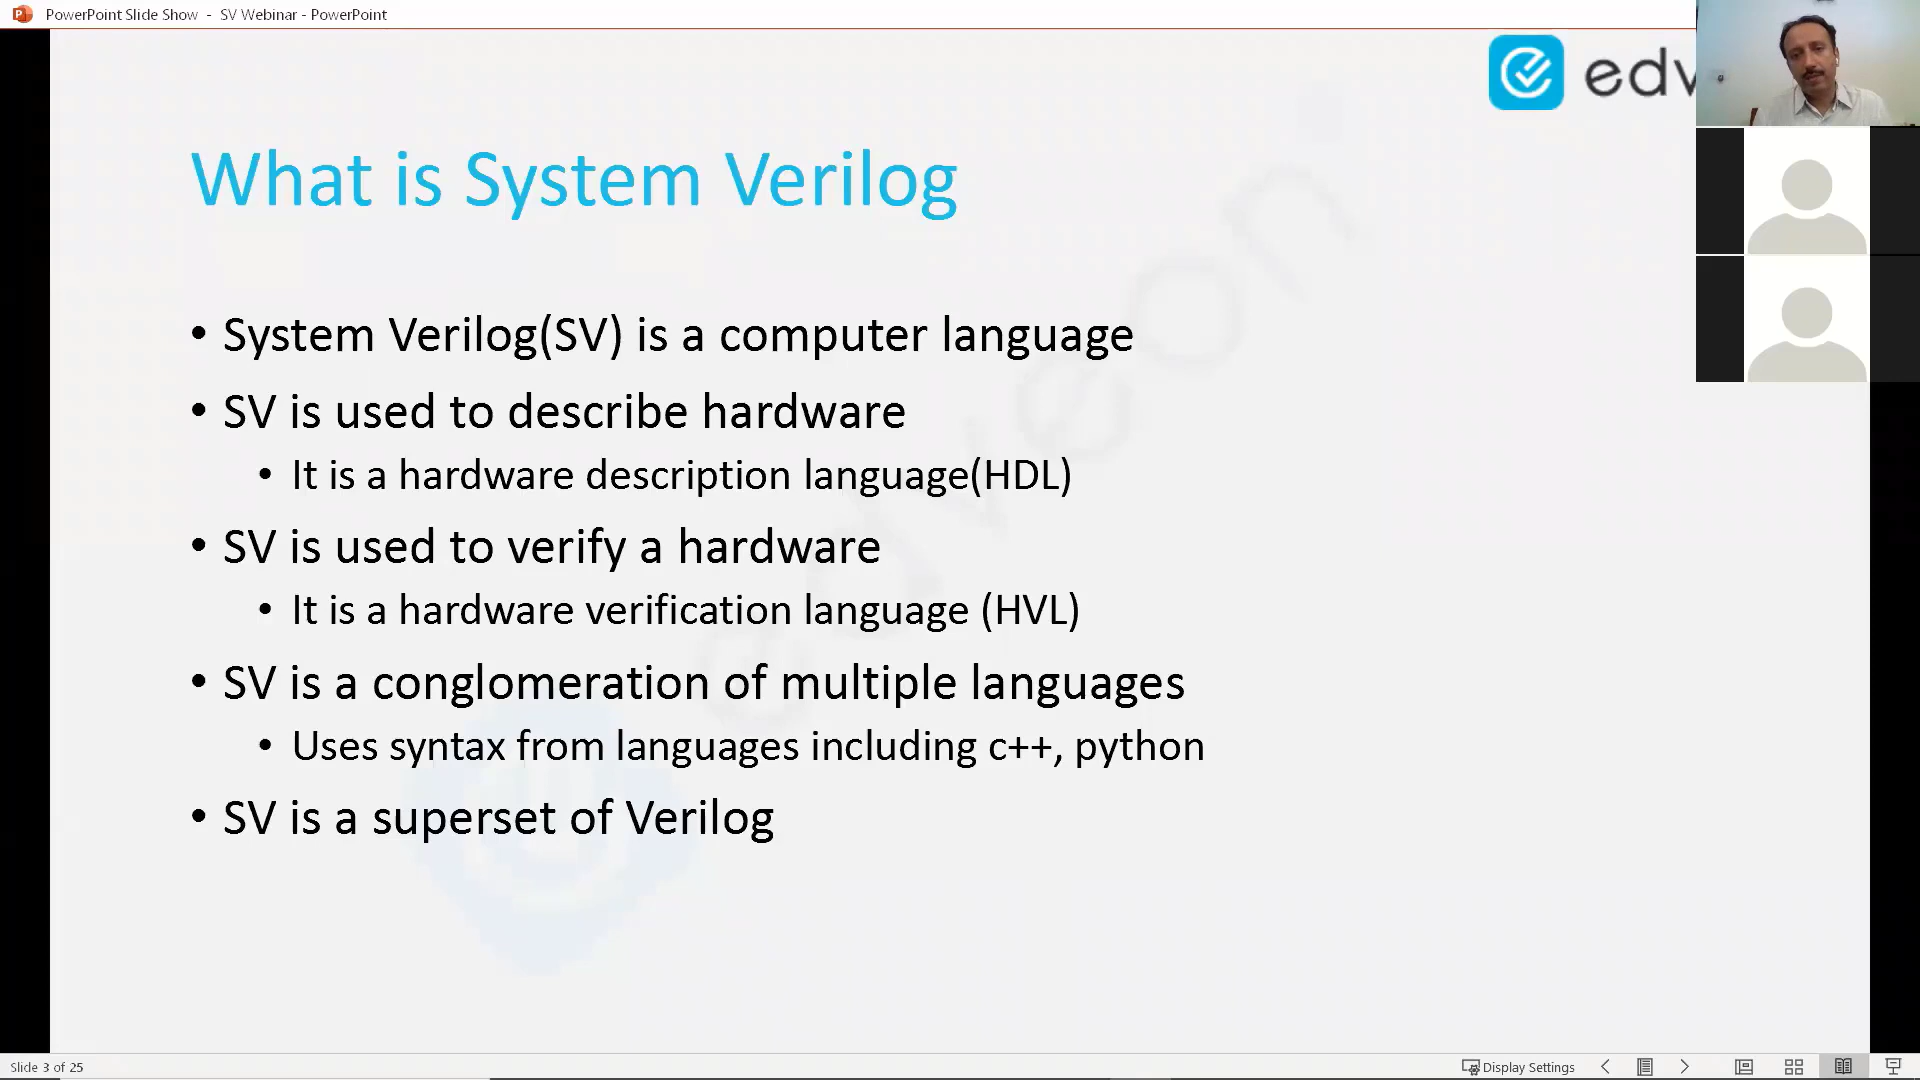 PowerPoint Slide Show - SV Webinar - PowerPoint
edv
What is System Verilog
• System Verilog(SV) is a computer language
• SV is used to describe hardware
• It is a hardware description language(HDL)
• SV is used to verify a hardware
• It is a hardware verification language (HVL)
• SV is a conglomeration of multiple languages
• Uses syntax from languages including c++, python
• SV is a superset of Verilog
edveon
Slide 3 of 25
Display Settings